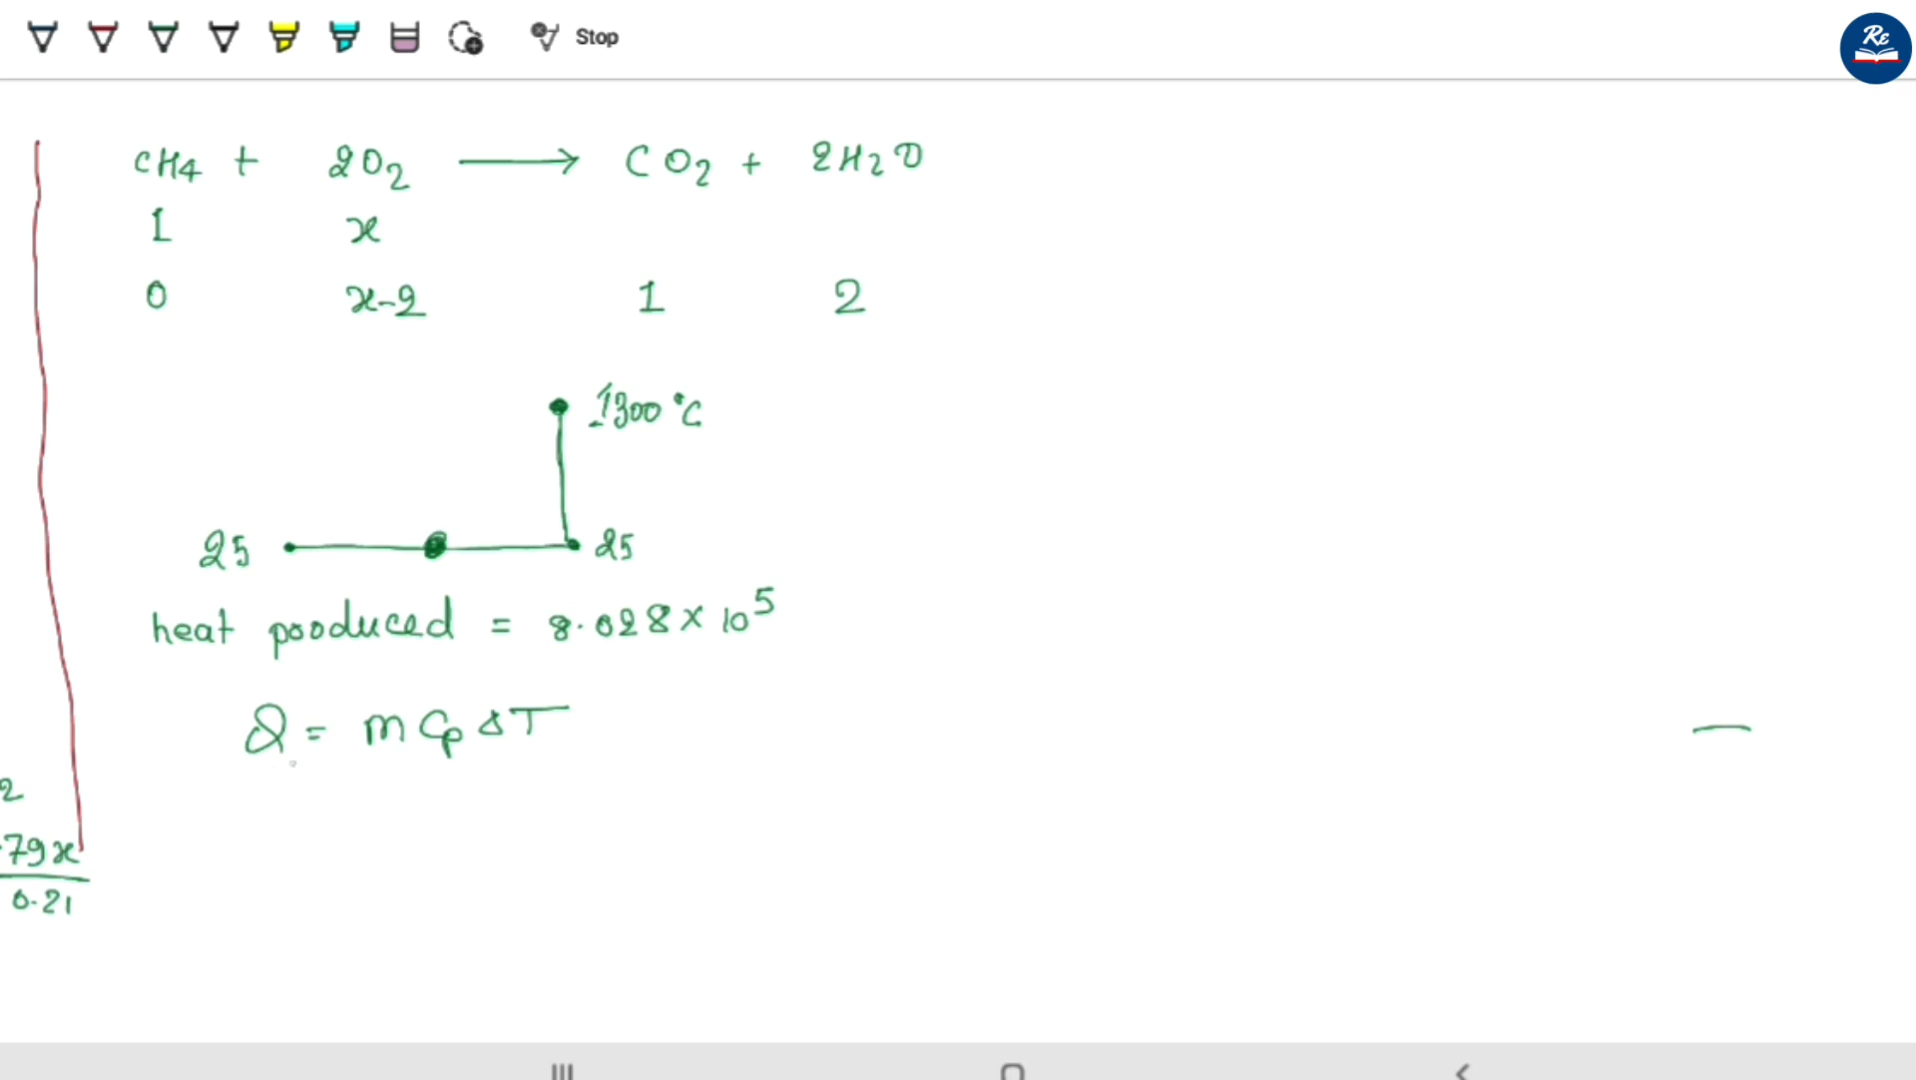 Stop
RE
CH4 + 2O2 ⟶ CO2 + 2H2O
1 x
0 x-2 1 2
1300°C
25 25
heat produced = 8.028 × 10^5
Q = m Cp ΔT
2
.79x
0.21